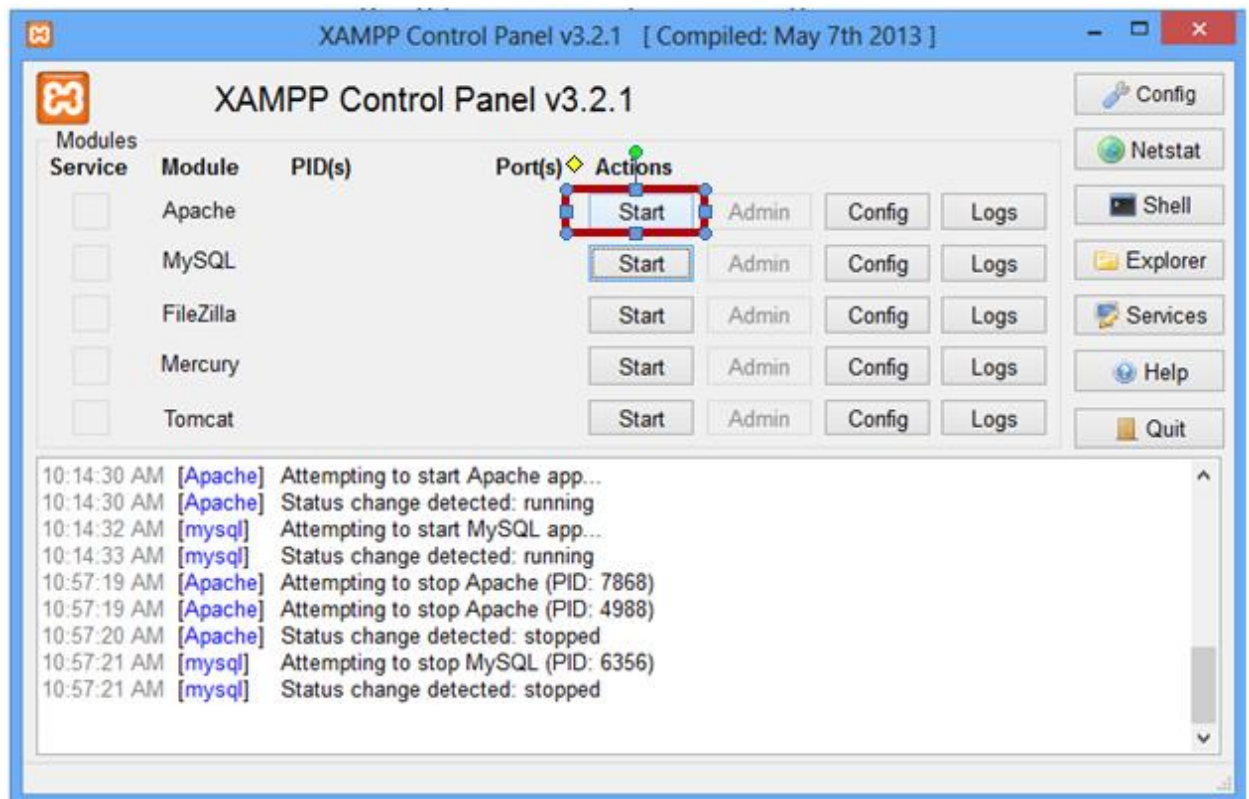 XAMPP Control Panel v3.2.1 [ Compiled: May 7th 2013 ]
XAMPP Control Panel v3.2.1
Config
Modules
Netstat
Service Module PID(s) Port(s) Actions
Apache Start Admin Config Logs
Shell
MySQL Start Admin Config Logs
Explorer
FileZilla Start Admin Config Logs
Services
Mercury Start Admin Config Logs
Help
Tomcat Start Admin Config Logs
Quit
10:14:30 AM [Apache] Attempting to start Apache app...
10:14:30 AM [Apache] Status change detected: running
10:14:32 AM [mysql] Attempting to start MySQL app...
10:14:33 AM [mysql] Status change detected: running
10:57:19 AM [Apache] Attempting to stop Apache (PID: 7868)
10:57:19 AM [Apache] Attempting to stop Apache (PID: 4988)
10:57:20 AM [Apache] Status change detected: stopped
10:57:21 AM [mysql] Attempting to stop MySQL (PID: 6356)
10:57:21 AM [mysql] Status change detected: stopped